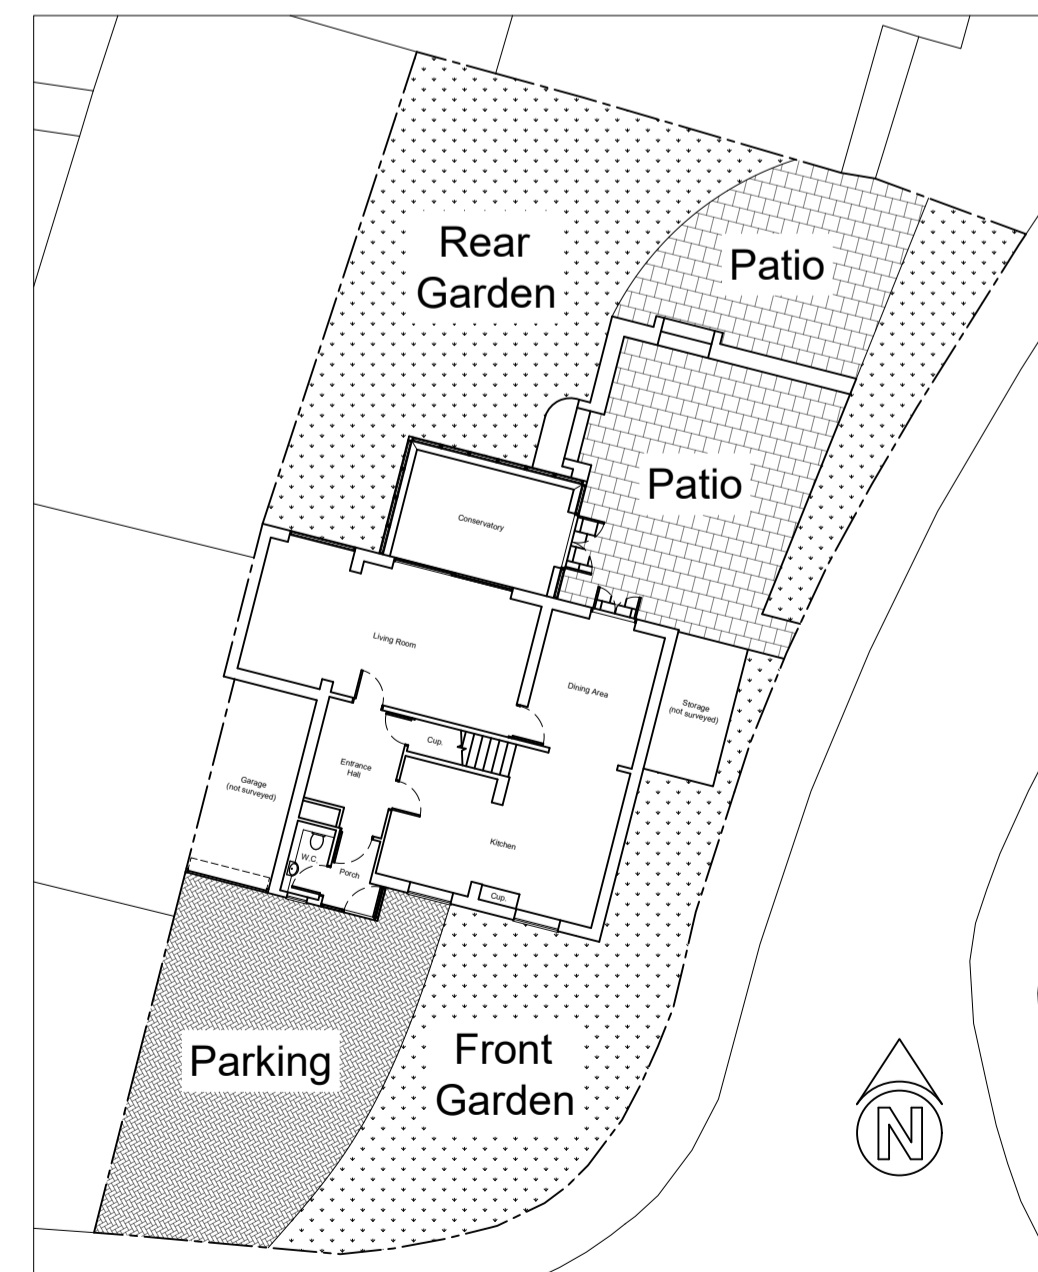 Rear
Garden
Patio
Patio
Conservatory
Living Room
Dining Area
Storage
(not surveyed)
Cup.
Entrance
Hall
Garage
(not surveyed)
Kitchen
W.C.
Porch
Cup.
Parking
Front
Garden
N